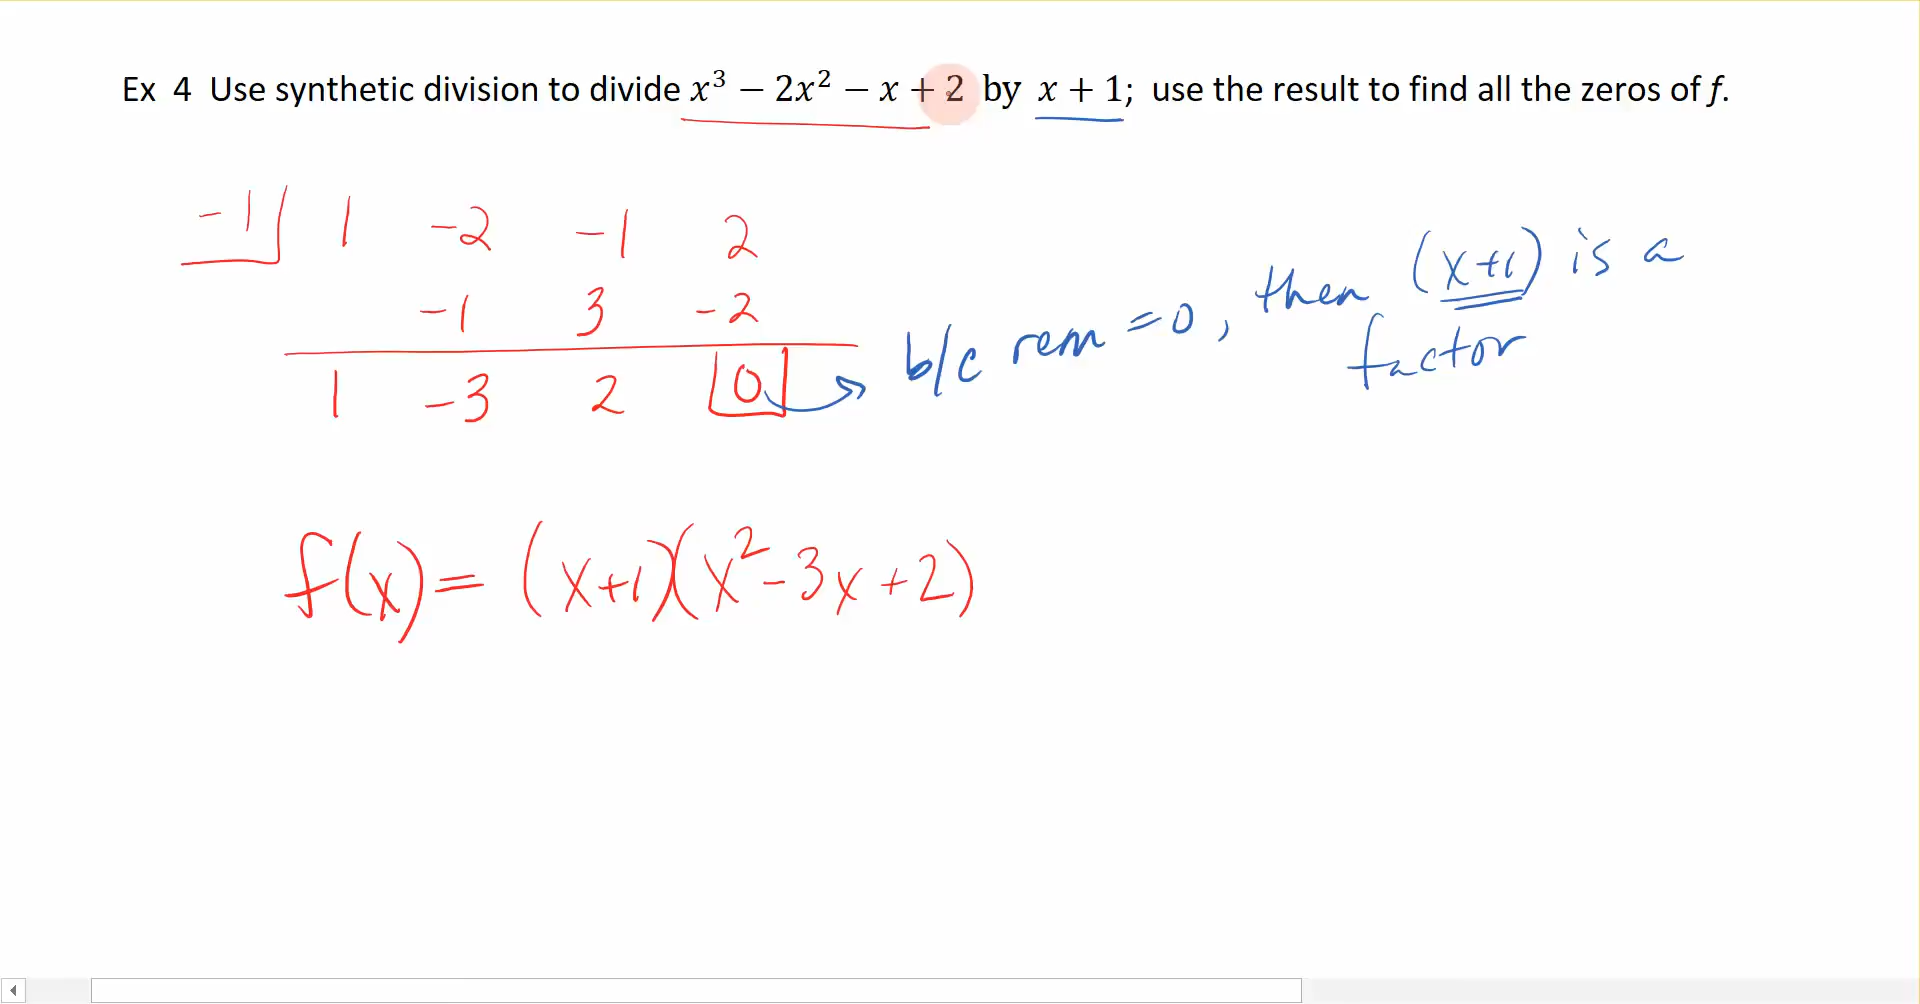 Ex 4 Use synthetic division to divide x³ − 2x² − x + 2 by x + 1; use the result to find all the zeros of f.
-1 1 -2 -1 2
-1 3 -2
1 -3 2 0
b/c rem = 0, then (x+1) is a
factor
f(x) = (x+1)(x² - 3x + 2)